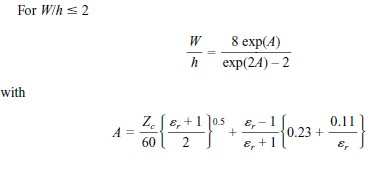 For W/h ≤ 2
W/h = 8 exp(A) / exp(2A) – 2
with
A = Z_c/60 {ε_r + 1 / 2}^0.5 + ε_r – 1 / ε_r + 1 {0.23 + 0.11/ε_r}